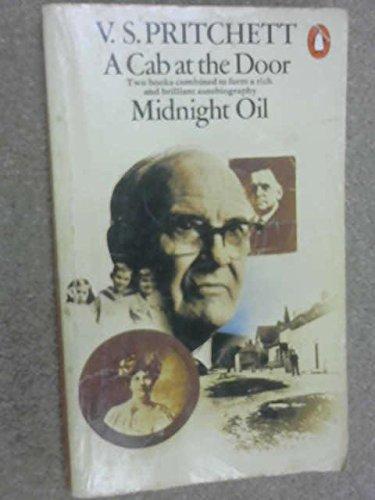 V. S. PRITCHETT
A Cab at the Door
Two books combined to form a rich
and brilliant autobiography
Midnight Oil